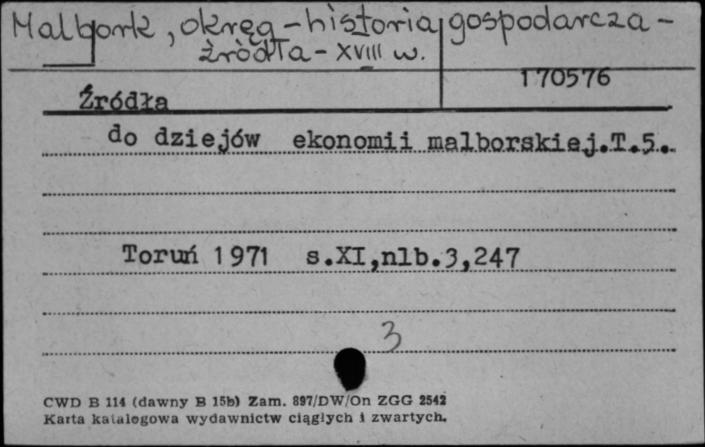 Malbork, okręg - historia gospodarcza -
źródła - XVIII w.
170576
Źródła
do dziejów ekonomii malborskiej.T.5.
Toruń 1971 s.XI,nlb.3,247
3
CWD B 114 (dawny B 15b) Zam. 897/DW/On ZGG 2542
Karta katalogowa wydawnictw ciągłych i zwartych.